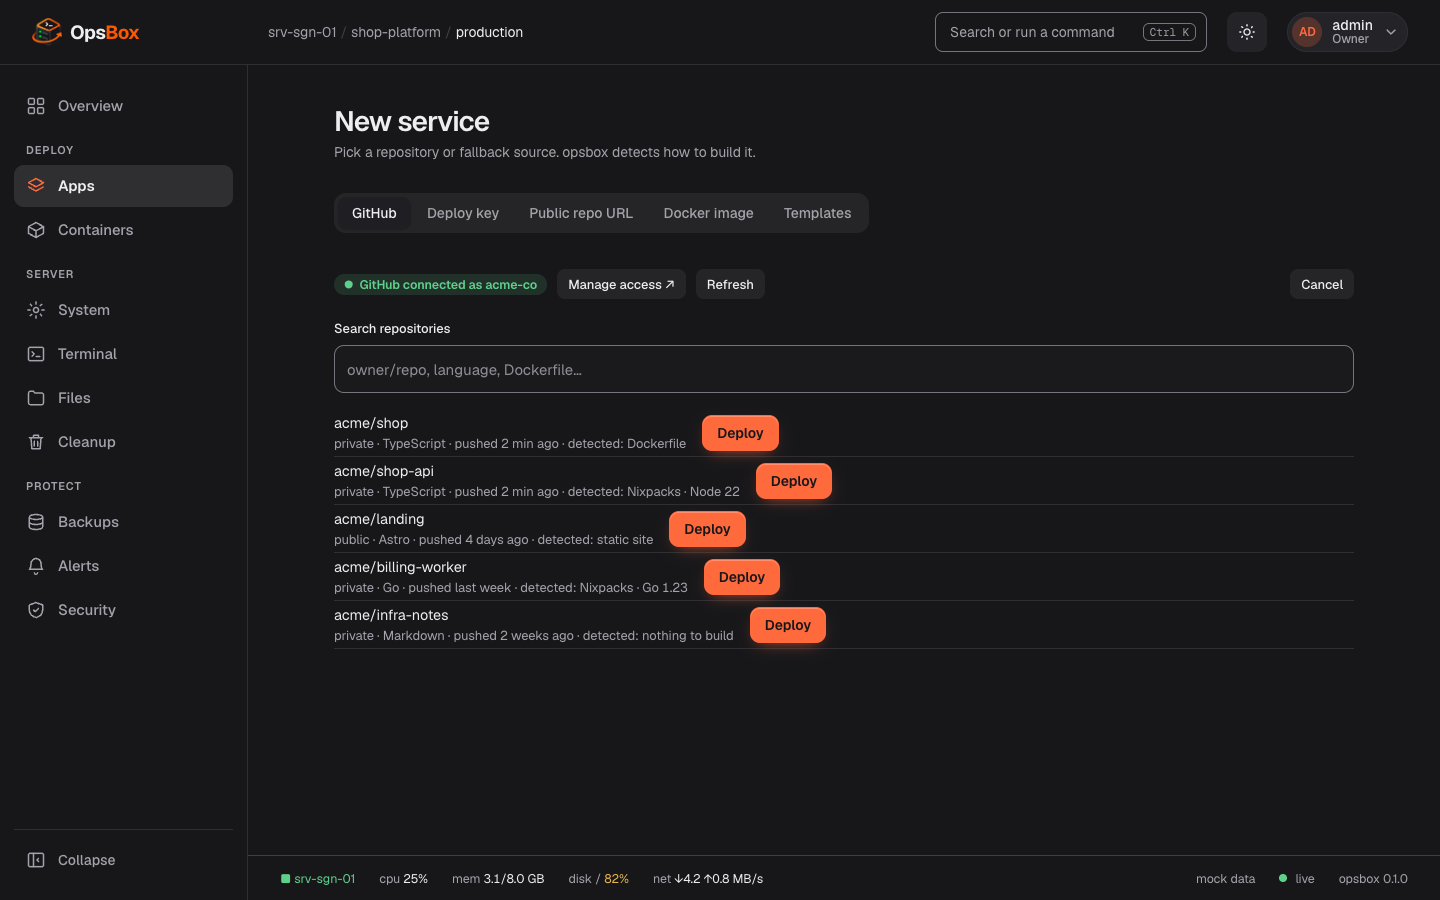 OpsBox
srv-sgn-01 / shop-platform / production
Search or run a command Ctrl K
AD
admin
Owner
Overview
DEPLOY
Apps
Containers
SERVER
System
Terminal
Files
Cleanup
PROTECT
Backups
Alerts
Security
Collapse
New service
Pick a repository or fallback source. opsbox detects how to build it.
GitHub Deploy key Public repo URL Docker image Templates
GitHub connected as acme-co Manage access ↗ Refresh Cancel
Search repositories
owner/repo, language, Dockerfile...
acme/shop
private · TypeScript · pushed 2 min ago · detected: Dockerfile
Deploy
acme/shop-api
private · TypeScript · pushed 2 min ago · detected: Nixpacks · Node 22
Deploy
acme/landing
public · Astro · pushed 4 days ago · detected: static site
Deploy
acme/billing-worker
private · Go · pushed last week · detected: Nixpacks · Go 1.23
Deploy
acme/infra-notes
private · Markdown · pushed 2 weeks ago · detected: nothing to build
Deploy
srv-sgn-01 cpu 25% mem 3.1/8.0 GB disk / 82% net ↓4.2 ↑0.8 MB/s mock data live opsbox 0.1.0